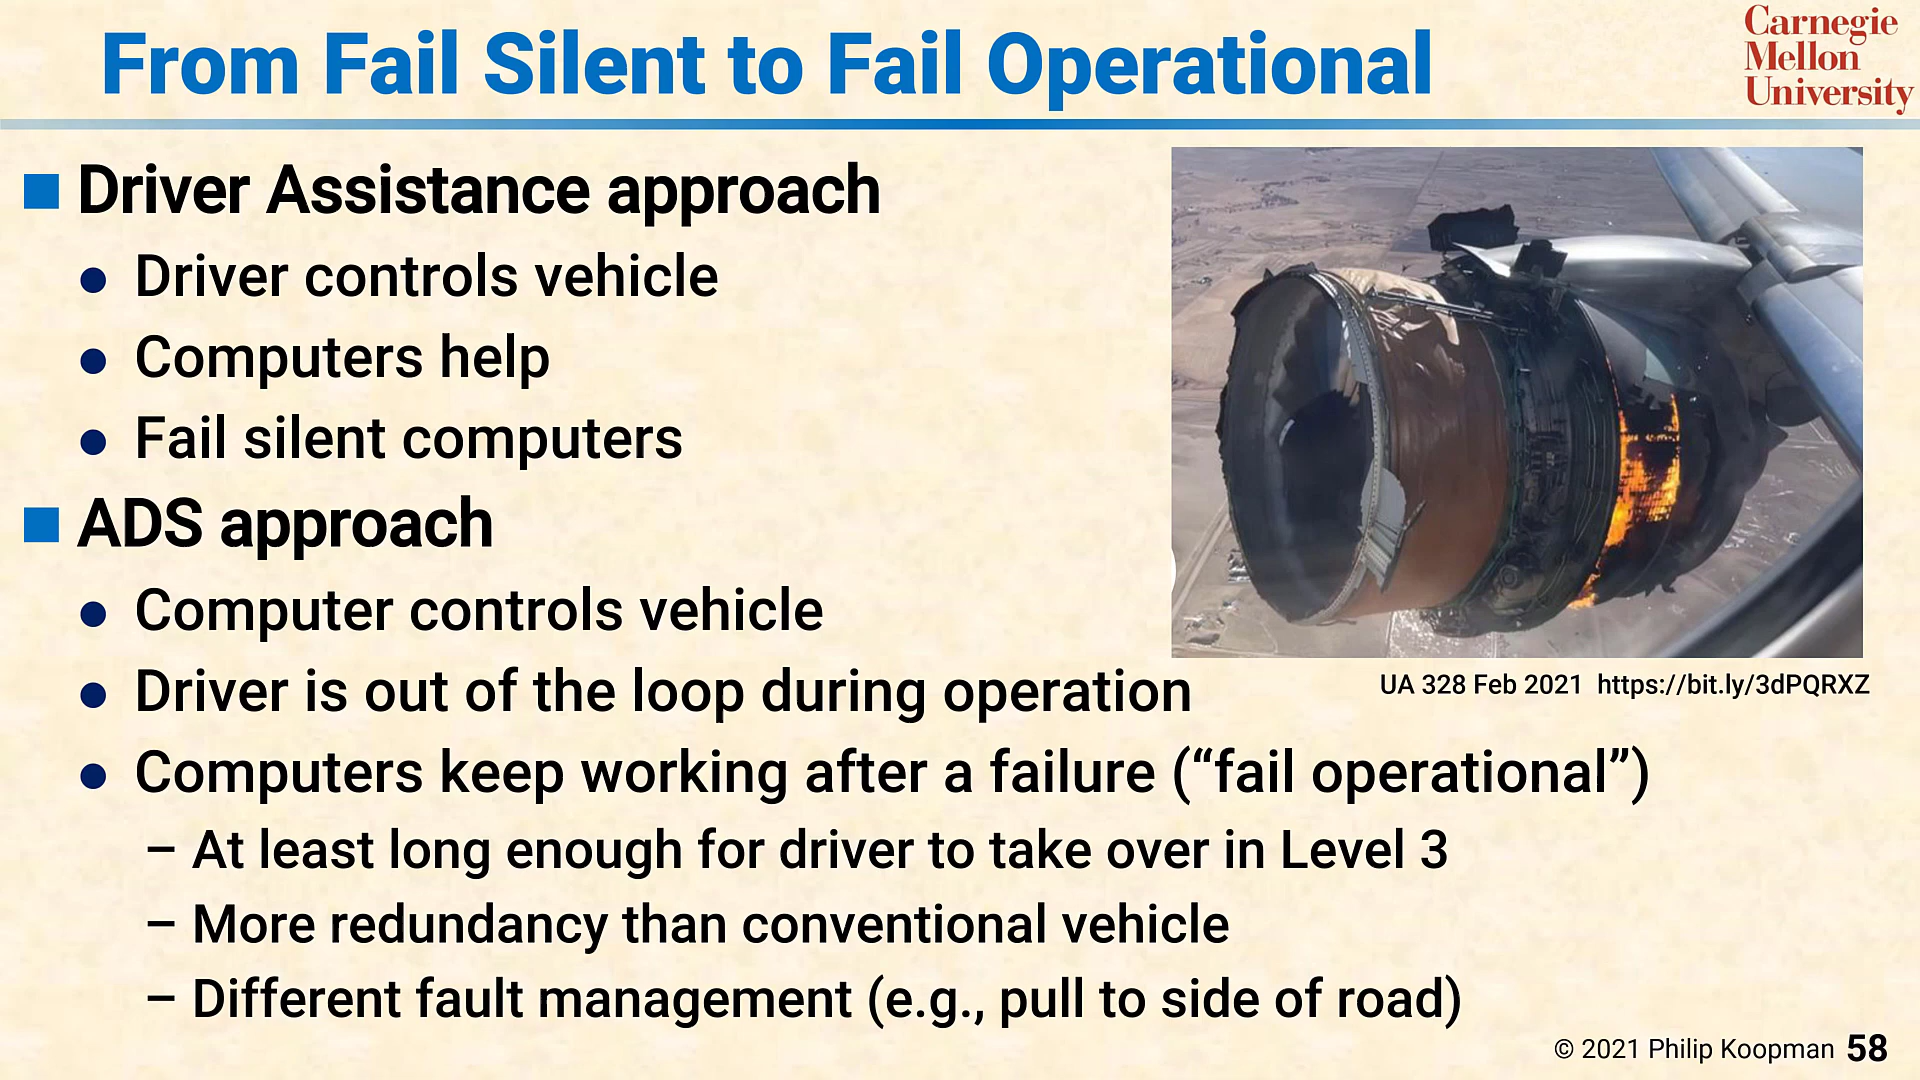 From Fail Silent to Fail Operational
Carnegie
Mellon
University
■ Driver Assistance approach
● Driver controls vehicle
● Computers help
● Fail silent computers
■ ADS approach
● Computer controls vehicle
● Driver is out of the loop during operation
UA 328 Feb 2021 https://bit.ly/3dPQRXZ
● Computers keep working after a failure (“fail operational”)
– At least long enough for driver to take over in Level 3
– More redundancy than conventional vehicle
– Different fault management (e.g., pull to side of road)
© 2021 Philip Koopman 58